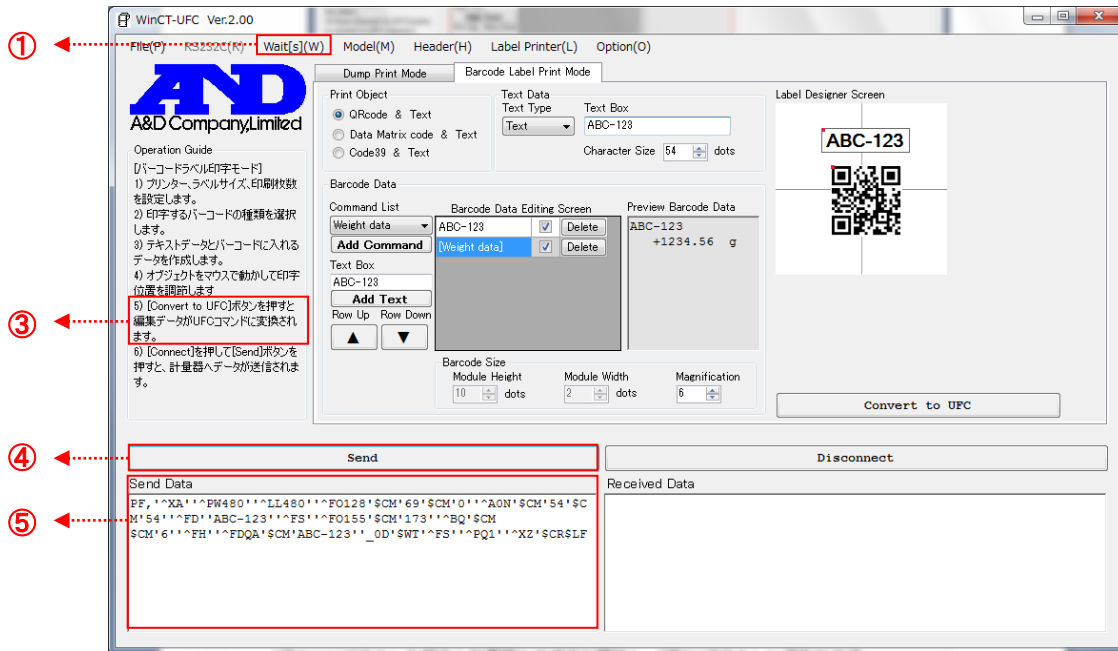 WinCT-UFC Ver.2.00
①
File(F) RS232C(R) Wait[s](W) Model(M) Header(H) Label Printer(L) Option(O)
AND
A&D Company,Limited
Operation Guide
[バーコードラベル印字モード]
1) プリンター、ラベルサイズ、印刷枚数
を設定します。
2) 印字するバーコードの種類を選択
します。
3) テキストデータとバーコードに入れる
データを作成します。
4) オブジェクトをマウスで動かして印字
位置を調節します
③
5) [Convert to UFC]ボタンを押すと
編集データがUFCコマンドに変換され
ます。
6) [Connect]を押して[Send]ボタンを
押すと、計量器へデータが送信されま
す。
Dump Print Mode Barcode Label Print Mode
Print Object
QRcode & Text
Data Matrix code & Text
Code39 & Text
Text Data
Text Type Text Box
Text ABC-123
Character Size 54 dots
Barcode Data
Command List Barcode Data Editing Screen Preview Barcode Data
Weight data ABC-123 Delete ABC-123
Add Command [Weight data] Delete +1234.56 g
Text Box
ABC-123
Add Text
Row Up Row Down
▲ ▼
Barcode Size
Module Height Module Width Magnification
10 dots 2 dots 6
Label Designer Screen
ABC-123
Convert to UFC
④
Send Disconnect
Send Data Received Data
⑤
PF,'^XA''^PW480''^LL480''^FO128'$CM'69'$CM'0''^A0N'$CM'54'$C
M'54''^FD''ABC-123''^FS''^FO155'$CM'173''^BQ'$CM
$CM'6''^FH''^FDQA'$CM'ABC-123''_0D'$WT'^FS''^PQ1''^XZ'$CR$LF